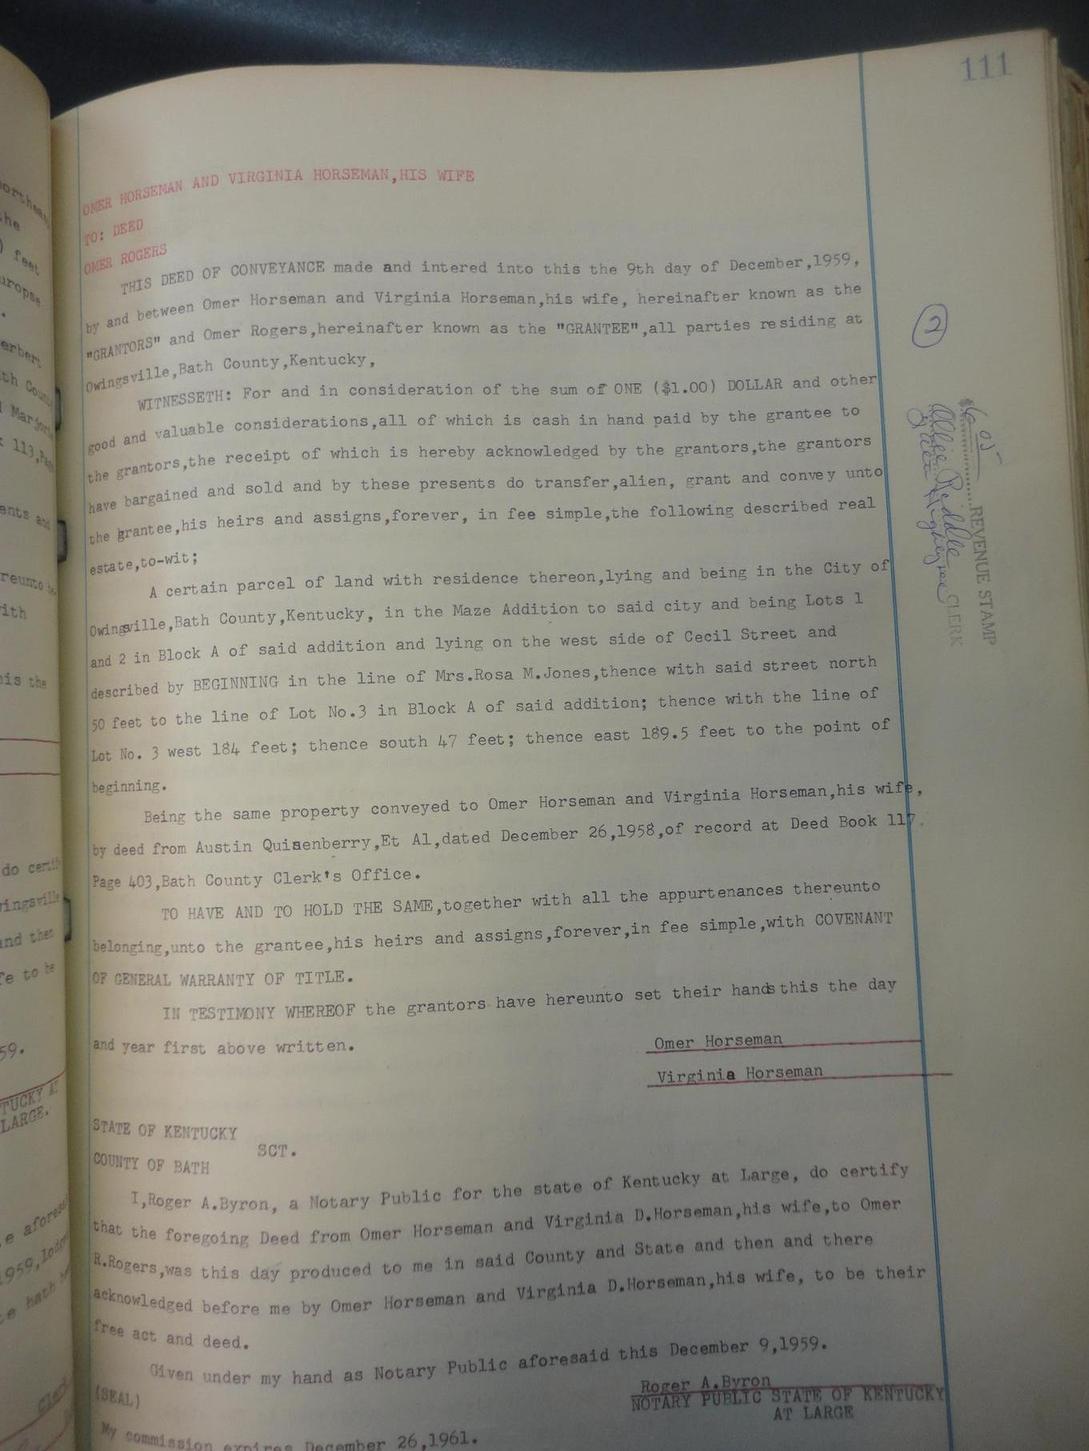 111
OMER HORSEMAN AND VIRGINIA HORSEMAN,HIS WIFE
TO: DEED
OMER ROGERS
THIS DEED OF CONVEYANCE made and intered into this the 9th day of December,1959,
by and between Omer Horseman and Virginia Horseman,his wife, hereinafter known as the
"GRANTORS" and Omer Rogers,hereinafter known as the "GRANTEE",all parties residing at
Owingsville,Bath County,Kentucky,
WITNESSETH: For and in consideration of the sum of ONE ($1.00) DOLLAR and other
good and valuable considerations,all of which is cash in hand paid by the grantee to
the grantors,the receipt of which is hereby acknowledged by the grantors,the grantors
have bargained and sold and by these presents do transfer,alien, grant and convey unto
the grantee,his heirs and assigns,forever, in fee simple,the following described real
estate,to-wit;
A certain parcel of land with residence thereon,lying and being in the City of
Owingsville,Bath County,Kentucky, in the Maze Addition to said city and being Lots 1
and 2 in Block A of said addition and lying on the west side of Cecil Street and
described by BEGINNING in the line of Mrs.Rosa M.Jones,thence with said street north
50 feet to the line of Lot No.3 in Block A of said addition; thence with the line of
Lot No. 3 west 184 feet; thence south 47 feet; thence east 189.5 feet to the point of
beginning.
Being the same property conveyed to Omer Horseman and Virginia Horseman,his wife,
by deed from Austin Quisenberry,Et Al,dated December 26,1958,of record at Deed Book 117.
Page 403,Bath County Clerk's Office.
TO HAVE AND TO HOLD THE SAME,together with all the appurtenances thereunto
belonging,unto the grantee,his heirs and assigns,forever,in fee simple,with COVENANT
OF GENERAL WARRANTY OF TITLE.
IN TESTIMONY WHEREOF the grantors have hereunto set their hands this the day
and year first above written.
Omer Horseman
Virginia Horseman
STATE OF KENTUCKY
SCT.
COUNTY OF BATH
I,Roger A.Byron, a Notary Public for the state of Kentucky at Large, do certify
that the foregoing Deed from Omer Horseman and Virginia D.Horseman,his wife,to Omer
R.Rogers,was this day produced to me in said County and State and then and there
acknowledged before me by Omer Horseman and Virginia D.Horseman,his wife, to be their
free act and deed.
Given under my hand as Notary Public aforesaid this December 9,1959.
(SEAL)
Roger A.Byron
NOTARY PUBLIC STATE OF KENTUCKY
AT LARGE
My commission expires December 26,1961.
2
$6.05 REVENUE STAMP
CLERK